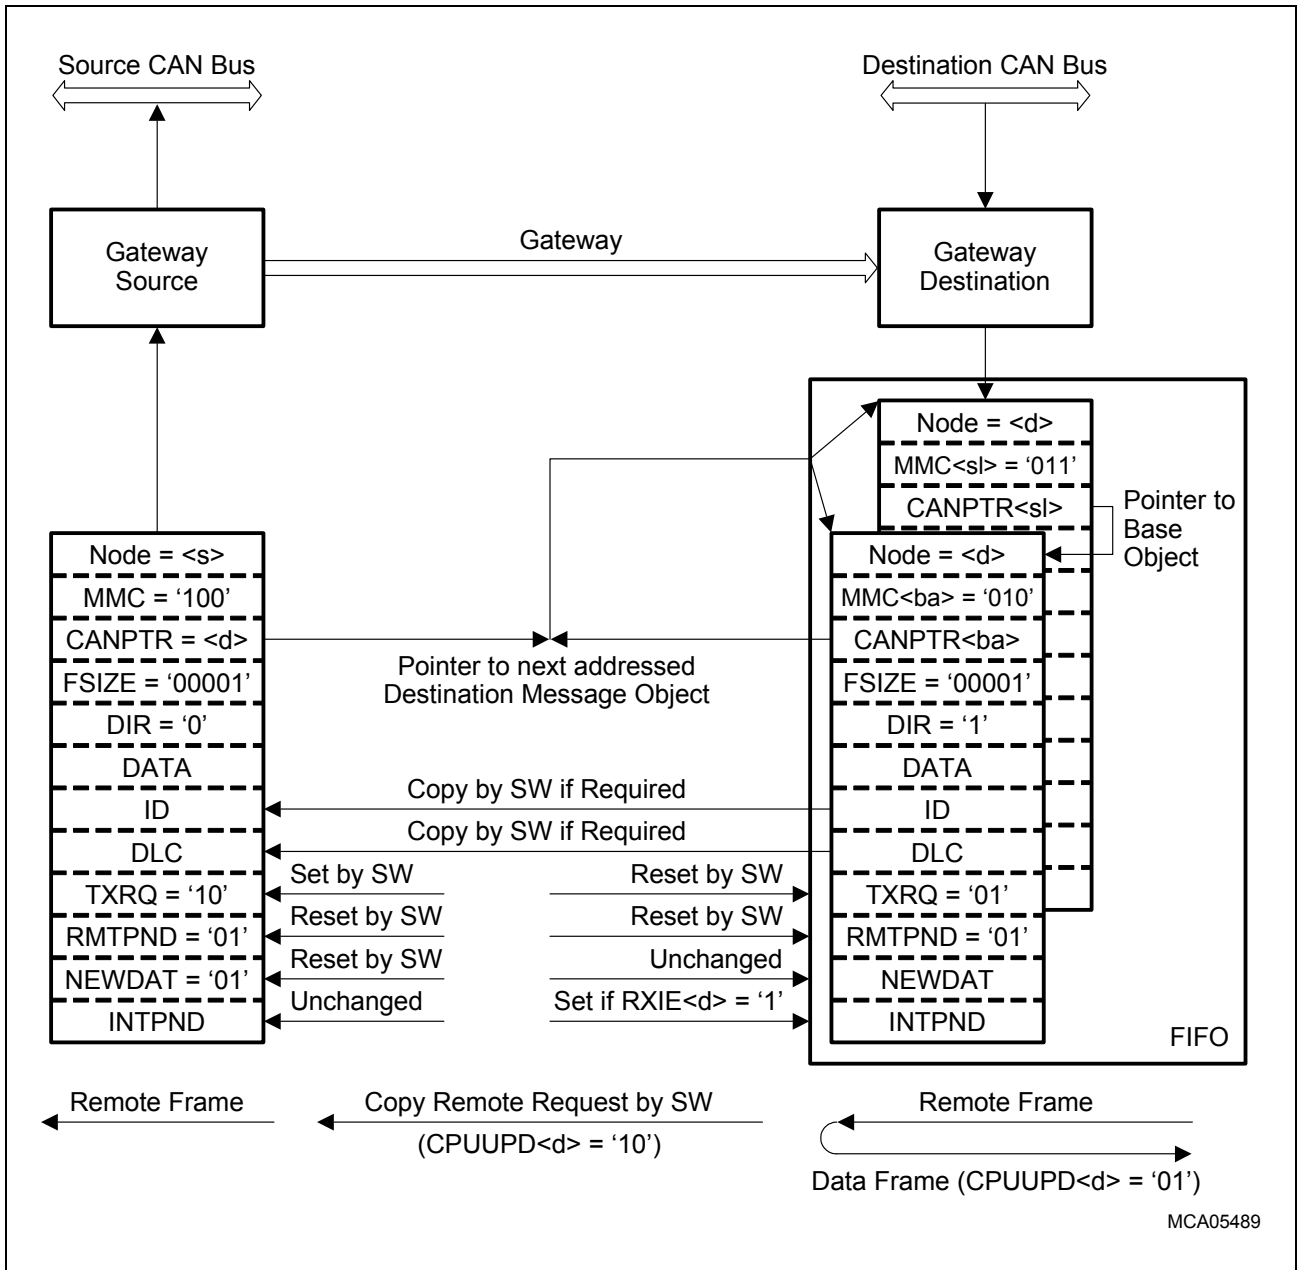 Source CAN Bus
Destination CAN Bus
Gateway
Source
Gateway
Gateway
Destination
Node = <d>
MMC<sl> = ‘011’
CANPTR<sl>
Pointer to
Base
Object
Node = <s>
MMC = ‘100’
CANPTR = <d>
FSIZE = ‘00001’
DIR = ‘0’
DATA
ID
DLC
TXRQ = ‘10’
RMTPND = ‘01’
NEWDAT = ‘01’
INTPND
Pointer to next addressed
Destination Message Object
Copy by SW if Required
Copy by SW if Required
Set by SW
Reset by SW
Reset by SW
Unchanged
Reset by SW
Reset by SW
Unchanged
Set if RXIE<d> = ‘1’
Node = <d>
MMC<ba> = ‘010’
CANPTR<ba>
FSIZE = ‘00001’
DIR = ‘1’
DATA
ID
DLC
TXRQ = ‘01’
RMTPND = ‘01’
NEWDAT
INTPND
FIFO
Remote Frame
Copy Remote Request by SW
(CPUUPD<d> = ‘10’)
Remote Frame
Data Frame (CPUUPD<d> = ‘01’)
MCA05489